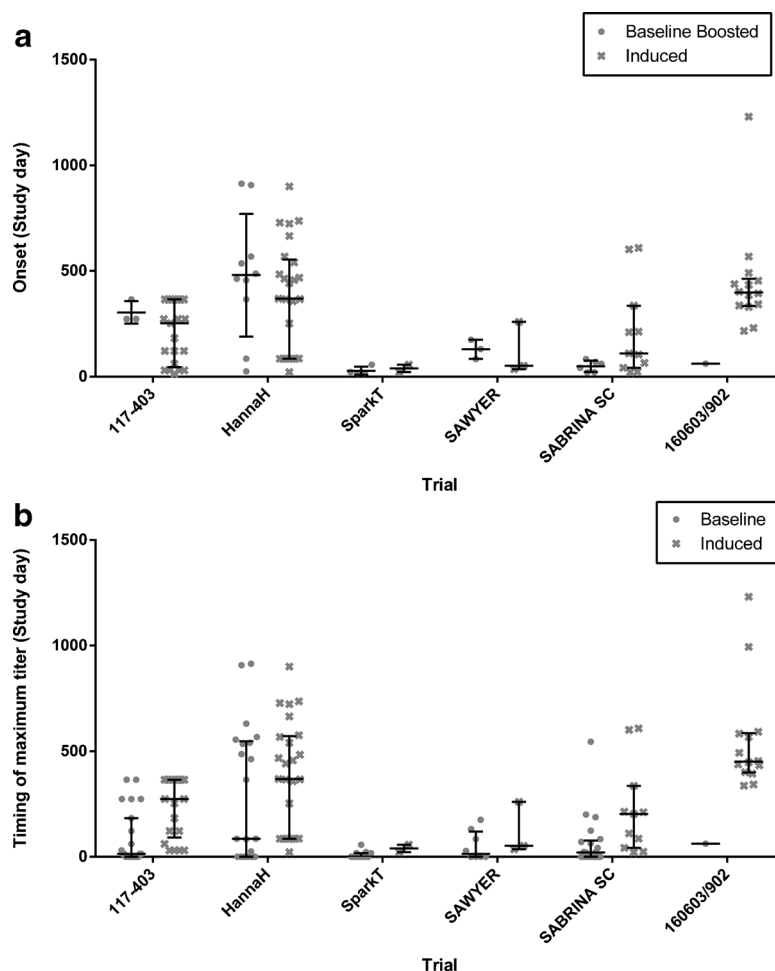 a
Baseline Boosted
Induced
1500
1000
500
0
Onset (Study day)
117-403
HannaH
SparkT
SAWYER
SABRINA SC
160603/902
Trial
b
Baseline
Induced
1500
1000
500
0
Timing of maximum titer (Study day)
117-403
HannaH
SparkT
SAWYER
SABRINA SC
160603/902
Trial